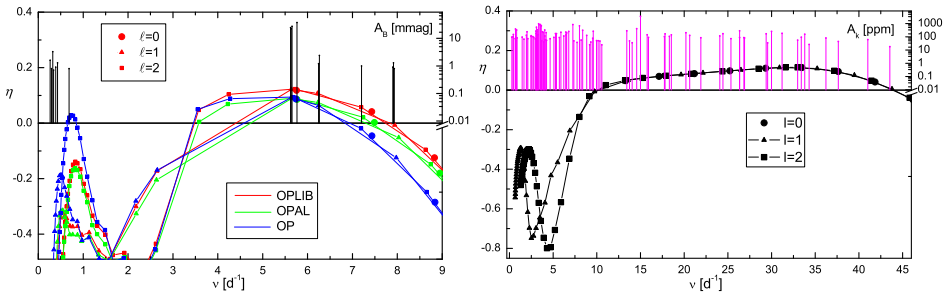 ℓ=0
ℓ=1
ℓ=2
A_B [mmag]
0.4
0.2
0.0
-0.2
-0.4
η
10
1
0.1
0.01
OPLIB
OPAL
OP
0 1 2 3 4 5 6 7 8 9
ν [d⁻¹]
A_k [ppm]
0.4
0.2
0.0
-0.2
-0.4
-0.6
-0.8
η
1000
100
10
1
0.1
0.01
l=0
l=1
l=2
0 5 10 15 20 25 30 35 40 45
ν [d⁻¹]